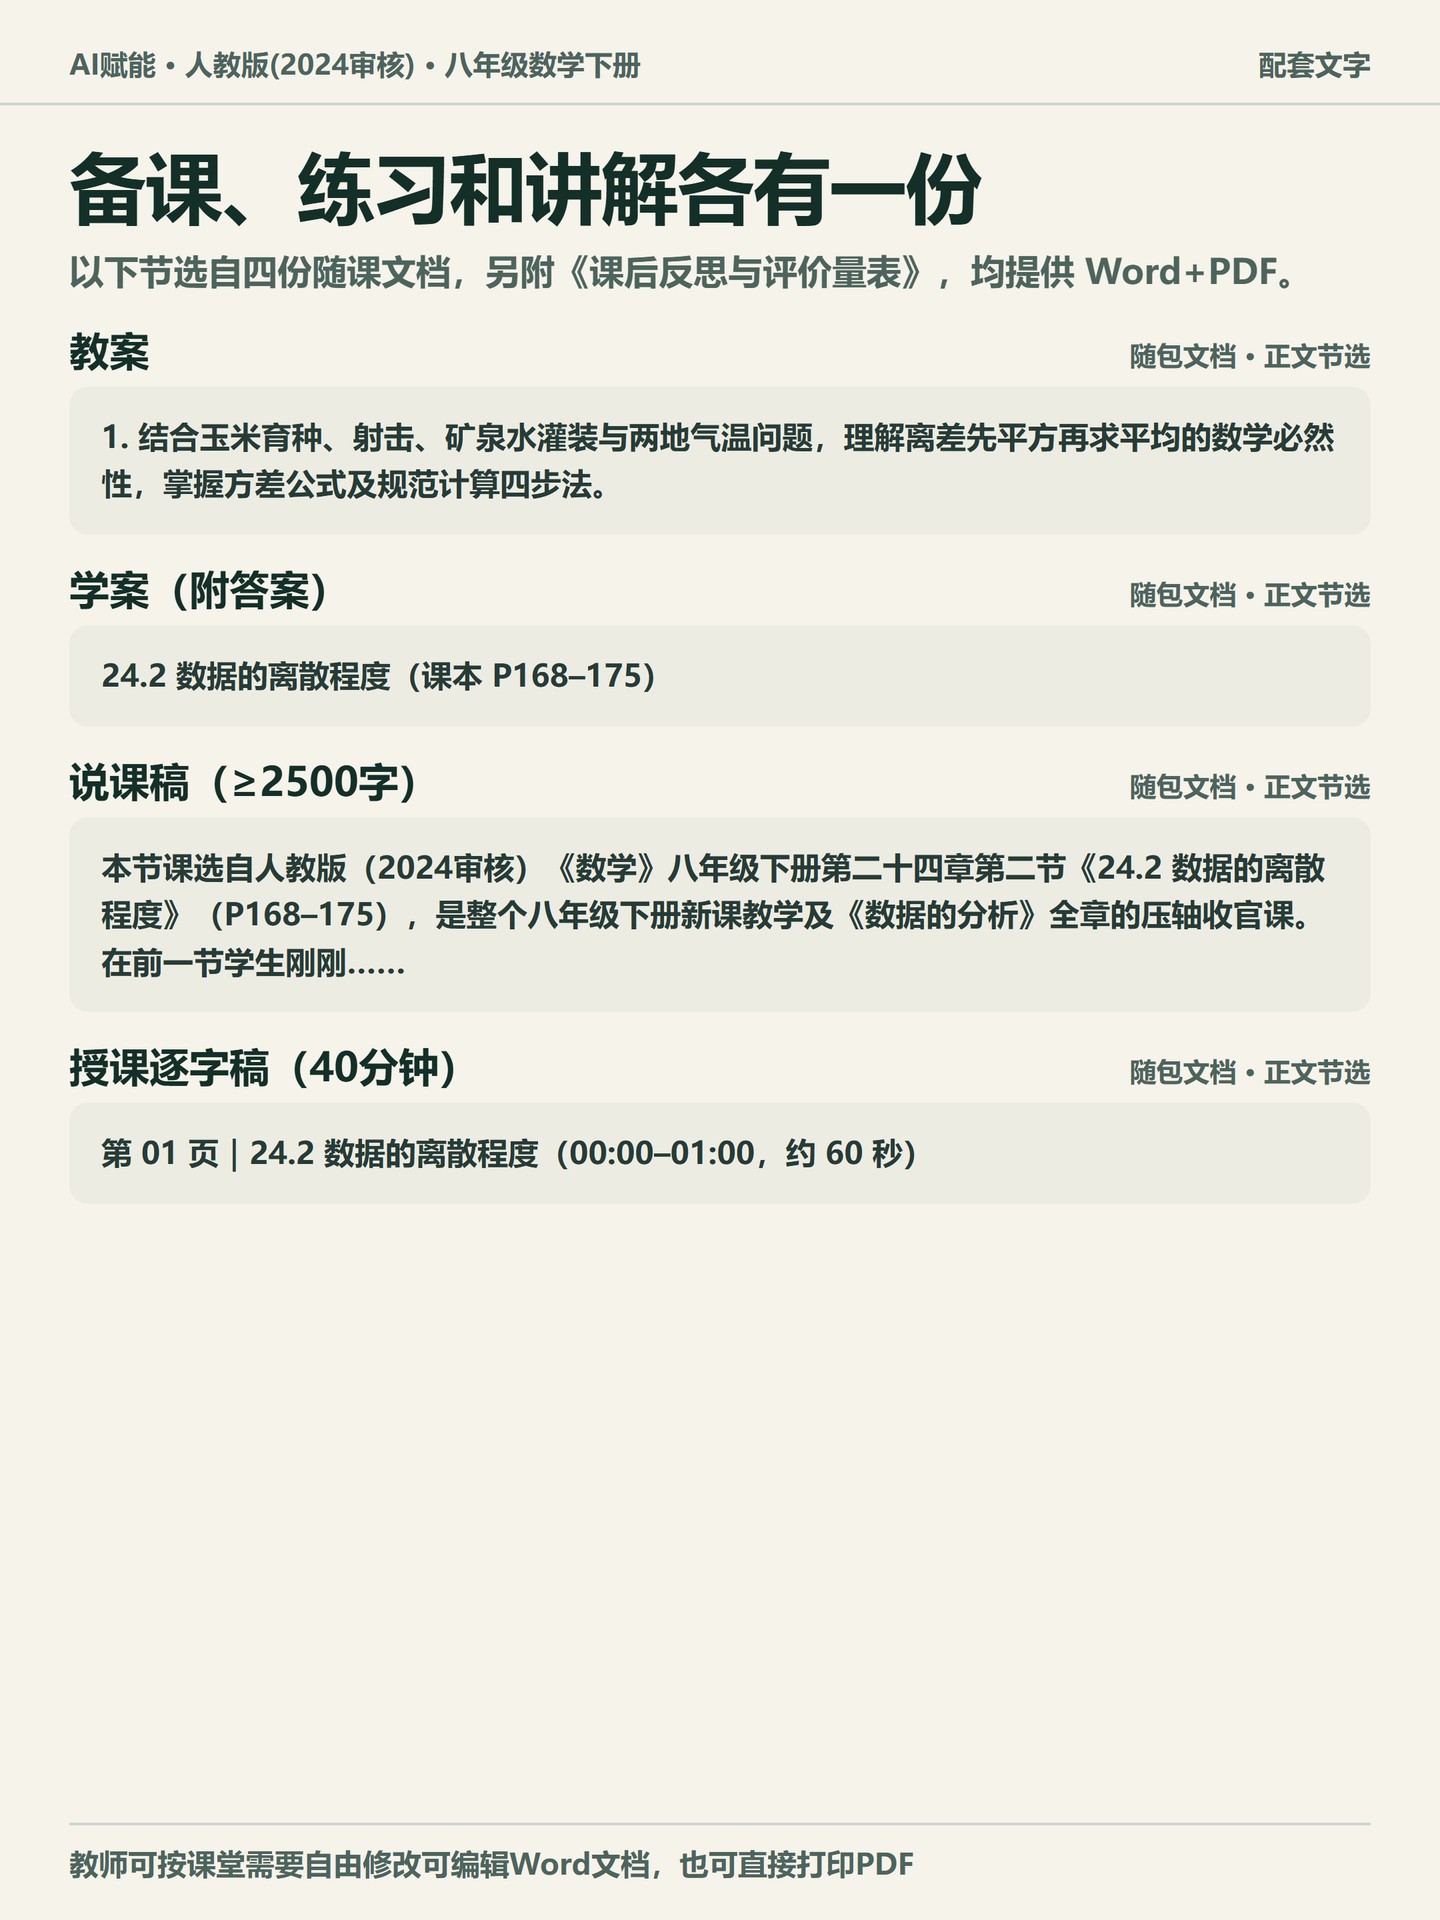 AI赋能 • 人教版(2024审核) • 八年级数学下册
配套文字
备课、练习和讲解各有一份
以下节选自四份随课文档，另附《课后反思与评价量表》，均提供 Word+PDF。
教案
随包文档 • 正文节选
1. 结合玉米育种、射击、矿泉水灌装与两地气温问题，理解离差先平方再求平均的数学必然
性，掌握方差公式及规范计算四步法。
学案（附答案）
随包文档 • 正文节选
24.2 数据的离散程度（课本 P168–175）
说课稿（≥2500字）
随包文档 • 正文节选
本节课选自人教版（2024审核）《数学》八年级下册第二十四章第二节《24.2 数据的离散
程度》（P168–175），是整个八年级下册新课教学及《数据的分析》全章的压轴收官课。
在前一节学生刚刚……
授课逐字稿（40分钟）
随包文档 • 正文节选
第 01 页｜24.2 数据的离散程度（00:00–01:00，约 60 秒）
教师可按课堂需要自由修改可编辑Word文档，也可直接打印PDF